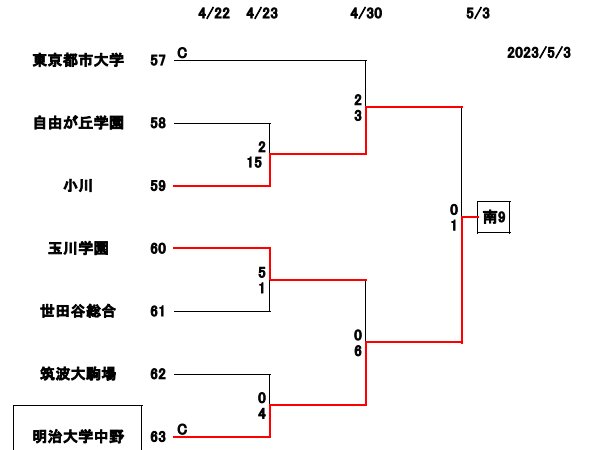 4/22 4/23 4/30 5/3
2023/5/3
東京都市大学 57 C
2
3
自由が丘学園 58
2
15
小川 59
0
1
南9
玉川学園 60
5
1
世田谷総合 61
0
6
筑波大駒場 62
0
4
明治大学中野 63 C